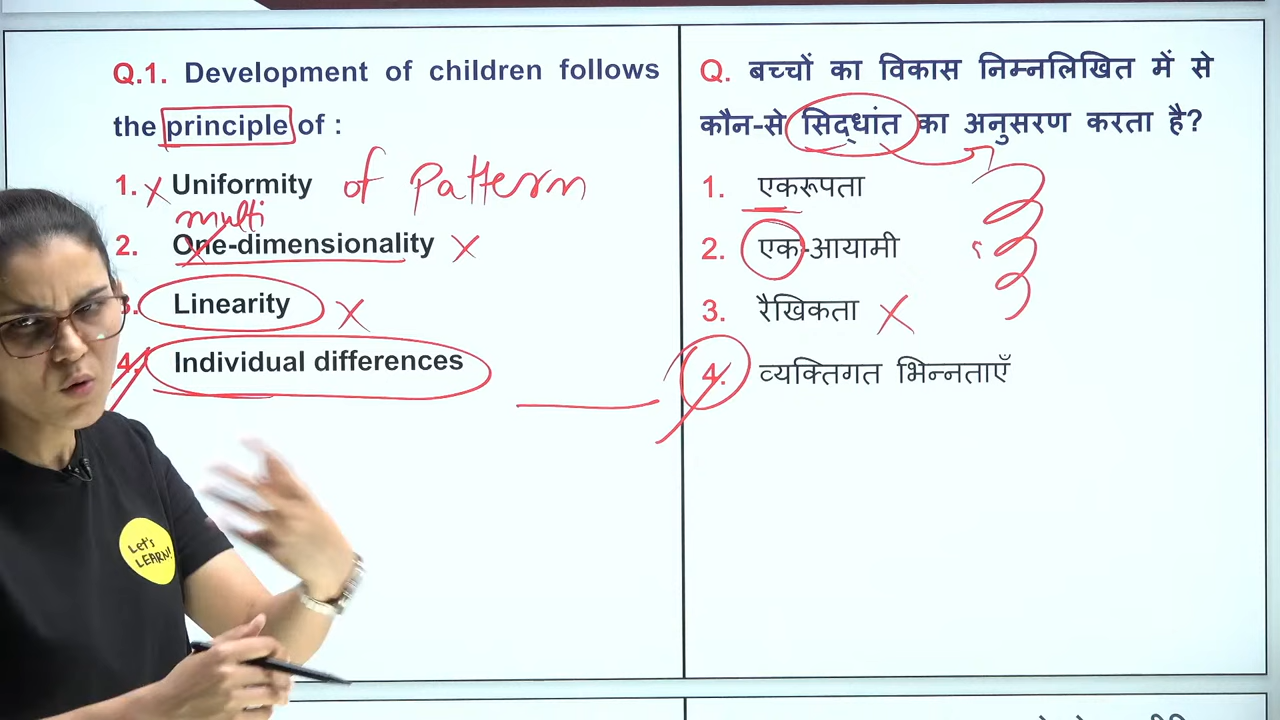 Q.1. Development of children follows
the principle of :
1. x Uniformity of Pattern
multi
2. One-dimensionality x
3. Linearity x
4. Individual differences
Q. बच्चों का विकास निम्नलिखित में से
कौन-से सिद्धांत का अनुसरण करता है?
1. एकरूपता
2. एक-आयामी
3. रैखिकता x
4. व्यक्तिगत भिन्नताएँ
Let's
LEARN!